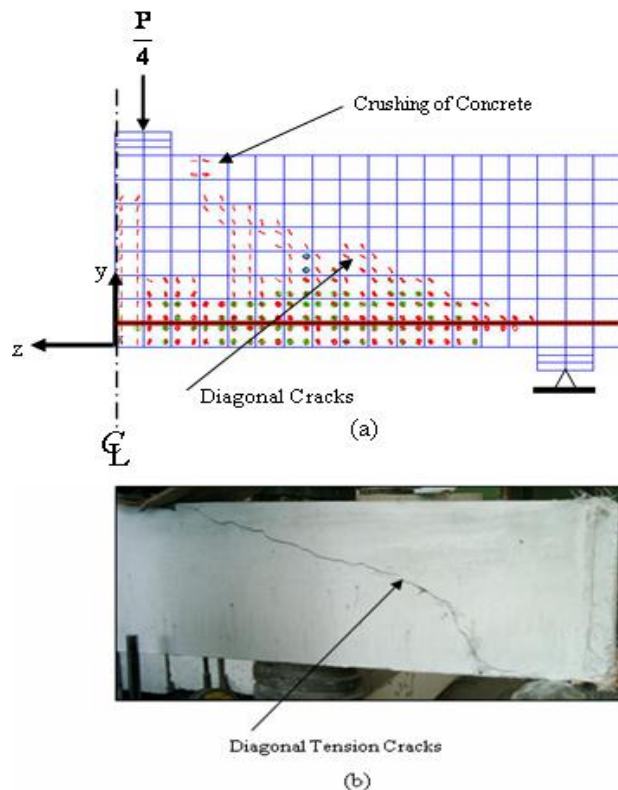 P
4
Crushing of Concrete
y
z
Diagonal Cracks
(a)
C
L
Diagonal Tension Cracks
(b)